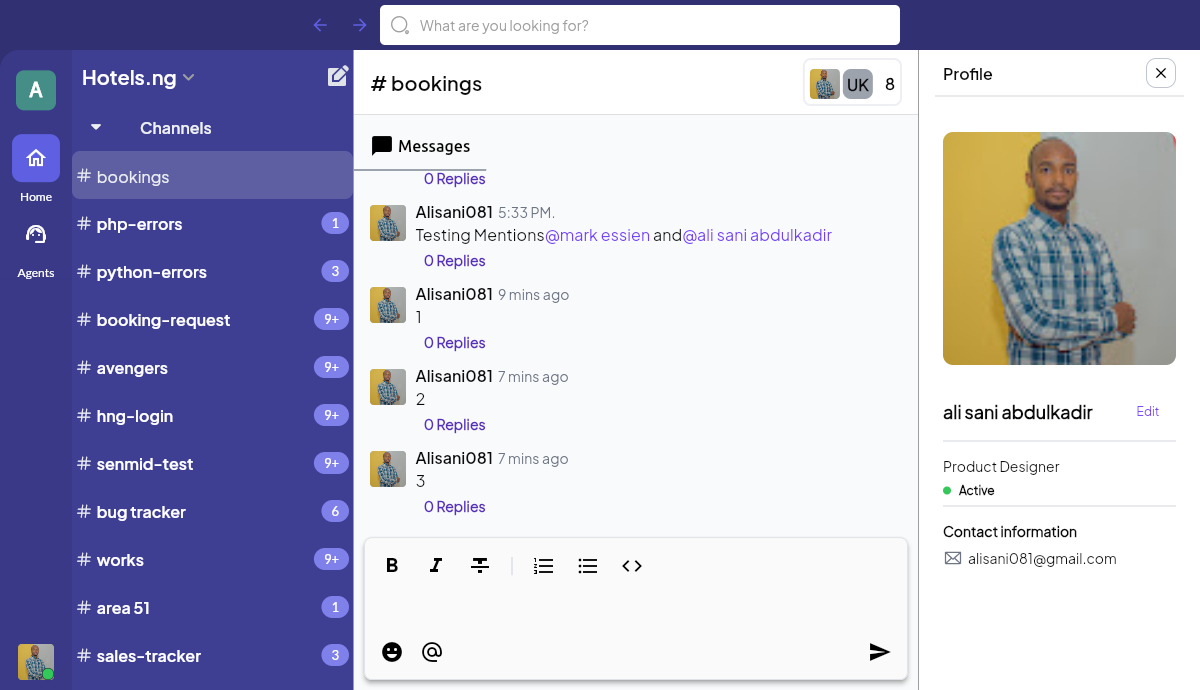 What are you looking for?
A
Home
Agents
Hotels.ng
Channels
# bookings
# php-errors 1
# python-errors 3
# booking-request 9+
# avengers 9+
# hng-login 9+
# senmid-test 9+
# bug tracker 6
# works 9+
# area 51 1
# sales-tracker 3
# bookings
UK 8
Messages
0 Replies
Alisani081 5:33 PM.
Testing Mentions@mark essien and@ali sani abdulkadir
0 Replies
Alisani081 9 mins ago
1
0 Replies
Alisani081 7 mins ago
2
0 Replies
Alisani081 7 mins ago
3
0 Replies
Profile
ali sani abdulkadir Edit
Product Designer
Active
Contact information
alisani081@gmail.com